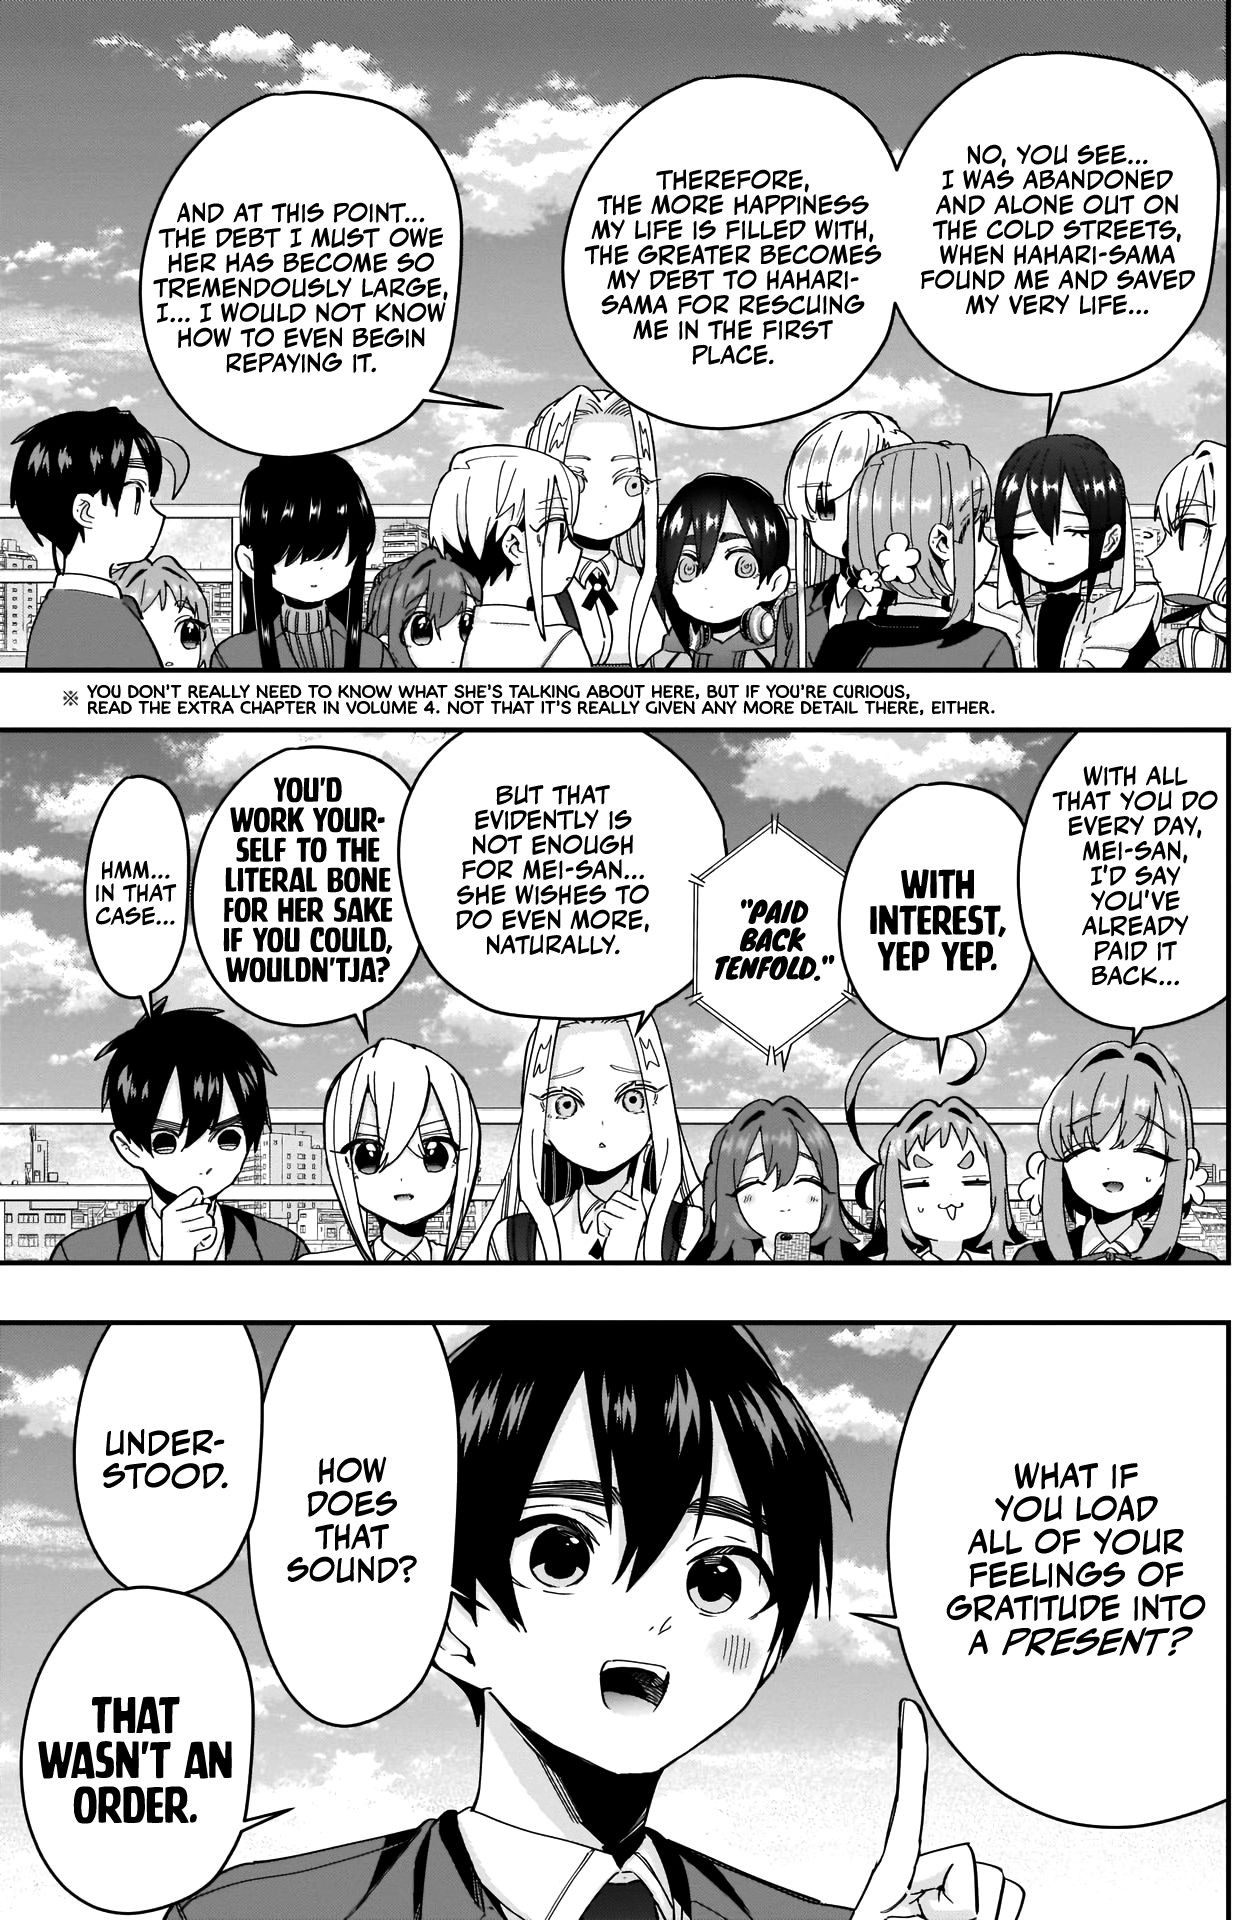 NO, YOU SEE...
I WAS ABANDONED
AND ALONE OUT ON
THE COLD STREETS,
WHEN HAHARI-SAMA
FOUND ME AND SAVED
MY VERY LIFE...
THEREFORE,
THE MORE HAPPINESS
MY LIFE IS FILLED WITH,
THE GREATER BECOMES
MY DEBT TO HAHARI-
SAMA FOR RESCUING
ME IN THE FIRST
PLACE.
AND AT THIS POINT...
THE DEBT I MUST OWE
HER HAS BECOME SO
TREMENDOUSLY LARGE,
I... I WOULD NOT KNOW
HOW TO EVEN BEGIN
REPAYING IT.
※ YOU DON'T REALLY NEED TO KNOW WHAT SHE'S TALKING ABOUT HERE, BUT IF YOU'RE CURIOUS,
READ THE EXTRA CHAPTER IN VOLUME 4. NOT THAT IT'S REALLY GIVEN ANY MORE DETAIL THERE, EITHER.
WITH ALL
THAT YOU DO
EVERY DAY,
MEI-SAN,
I'D SAY
YOU'VE
ALREADY
PAID IT
BACK...
WITH
INTEREST,
YEP YEP.
"PAID
BACK
TENFOLD."
BUT THAT
EVIDENTLY IS
NOT ENOUGH
FOR MEI-SAN...
SHE WISHES TO
DO EVEN MORE,
NATURALLY.
YOU'D
WORK YOUR-
SELF TO THE
LITERAL BONE
FOR HER SAKE
IF YOU COULD,
WOULDN'TJA?
HMM...
IN THAT
CASE...
WHAT IF
YOU LOAD
ALL OF YOUR
FEELINGS OF
GRATITUDE INTO
A PRESENT?
HOW
DOES
THAT
SOUND?
UNDER-
STOOD.
THAT
WASN'T AN
ORDER.